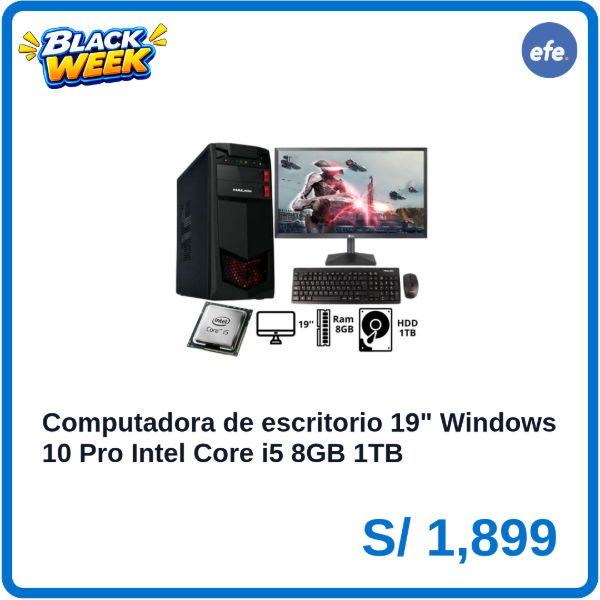 BLACK
WEEK
efe.
intel
Core™ i5
19"
Ram
8GB
HDD
1TB
Computadora de escritorio 19" Windows
10 Pro Intel Core i5 8GB 1TB
S/ 1,899